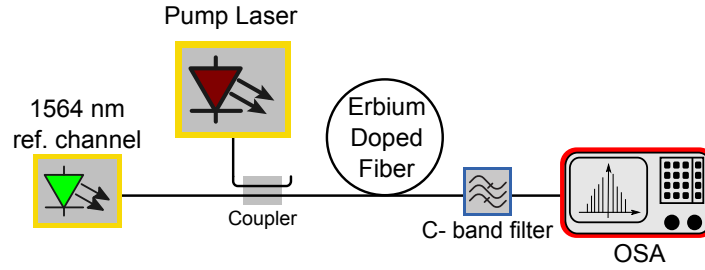 Pump Laser
1564 nm
ref. channel
Erbium
Doped
Fiber
Coupler
C- band filter
OSA